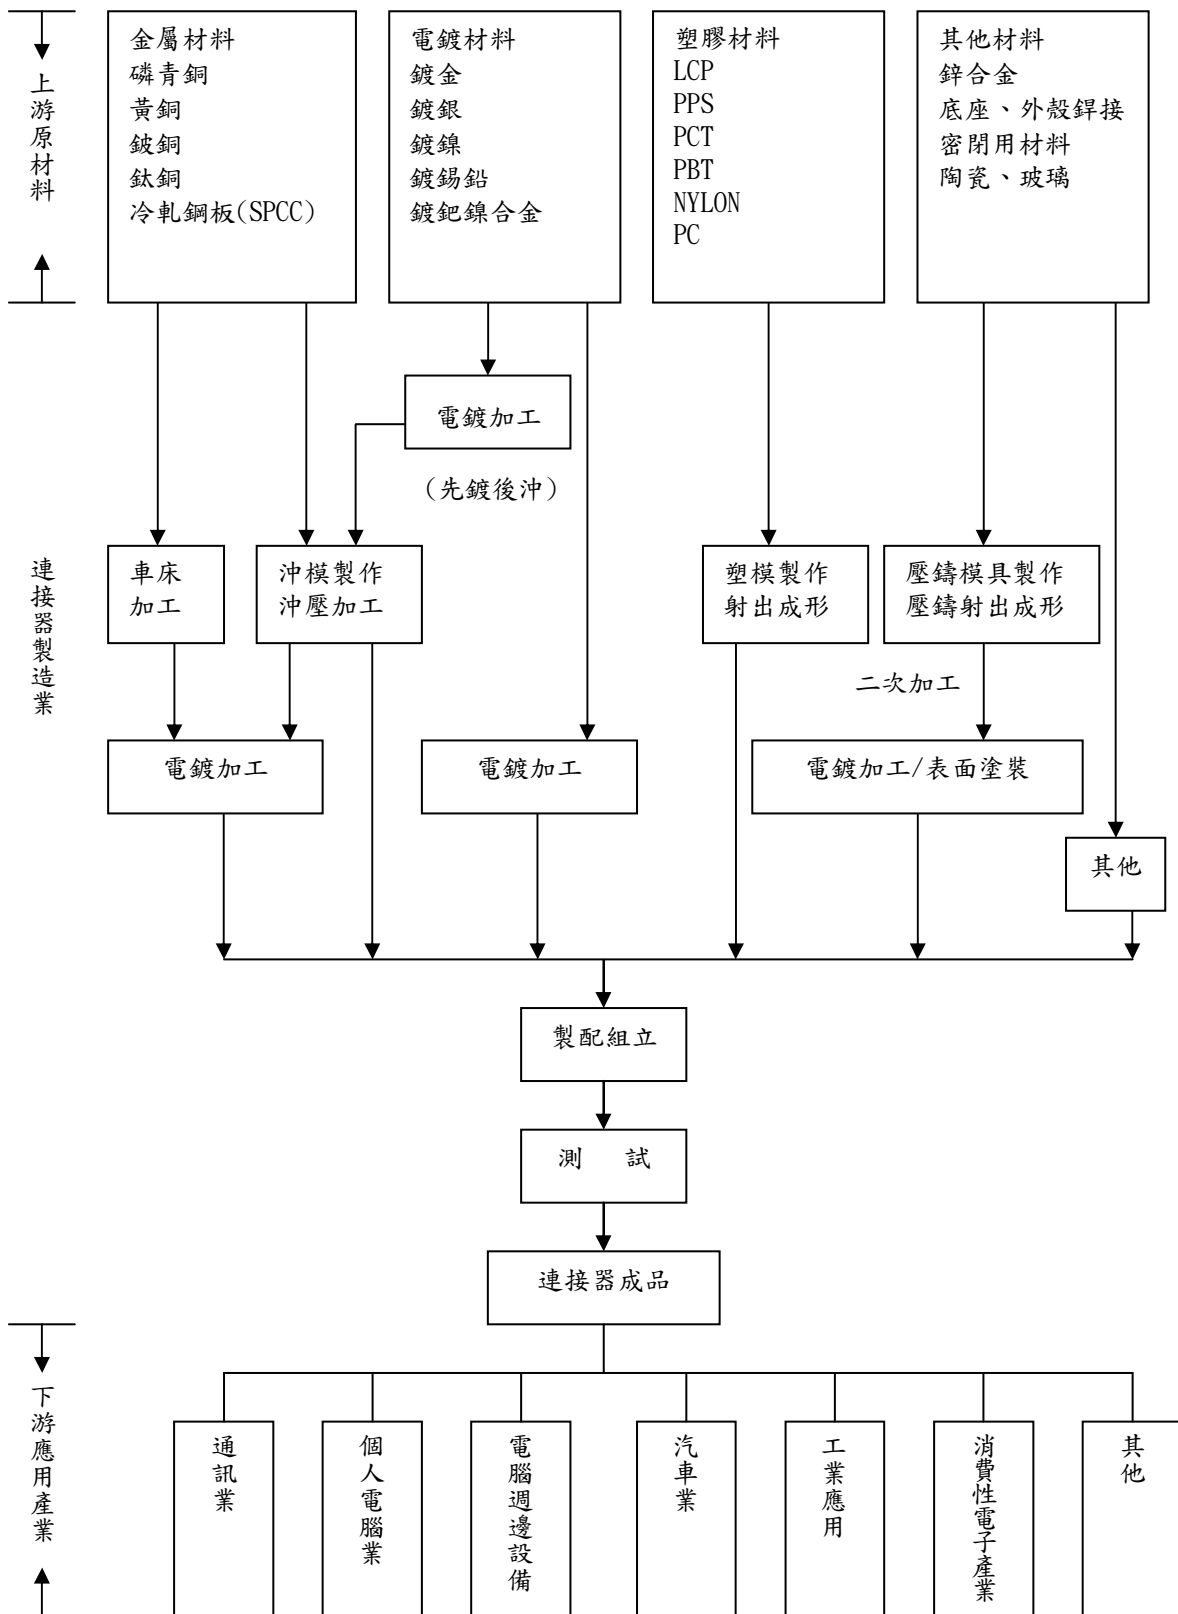 上游原材料
金屬材料
磷青銅
黃銅
鈹銅
鈦銅
冷軋鋼板(SPCC)
電鍍材料
鍍金
鍍銀
鍍鎳
鍍錫鉛
鍍鈀鎳合金
塑膠材料
LCP
PPS
PCT
PBT
NYLON
PC
其他材料
鋅合金
底座、外殼銲接
密閉用材料
陶瓷、玻璃
連接器製造業
電鍍加工
(先鍍後沖)
車床
加工
沖模製作
沖壓加工
塑模製作
射出成形
壓鑄模具製作
壓鑄射出成形
二次加工
電鍍加工
電鍍加工
電鍍加工/表面塗裝
其他
製配組立
測 試
連接器成品
下游應用產業
通訊業
個人電腦業
電腦週邊設備
汽車業
工業應用
消費性電子產業
其他